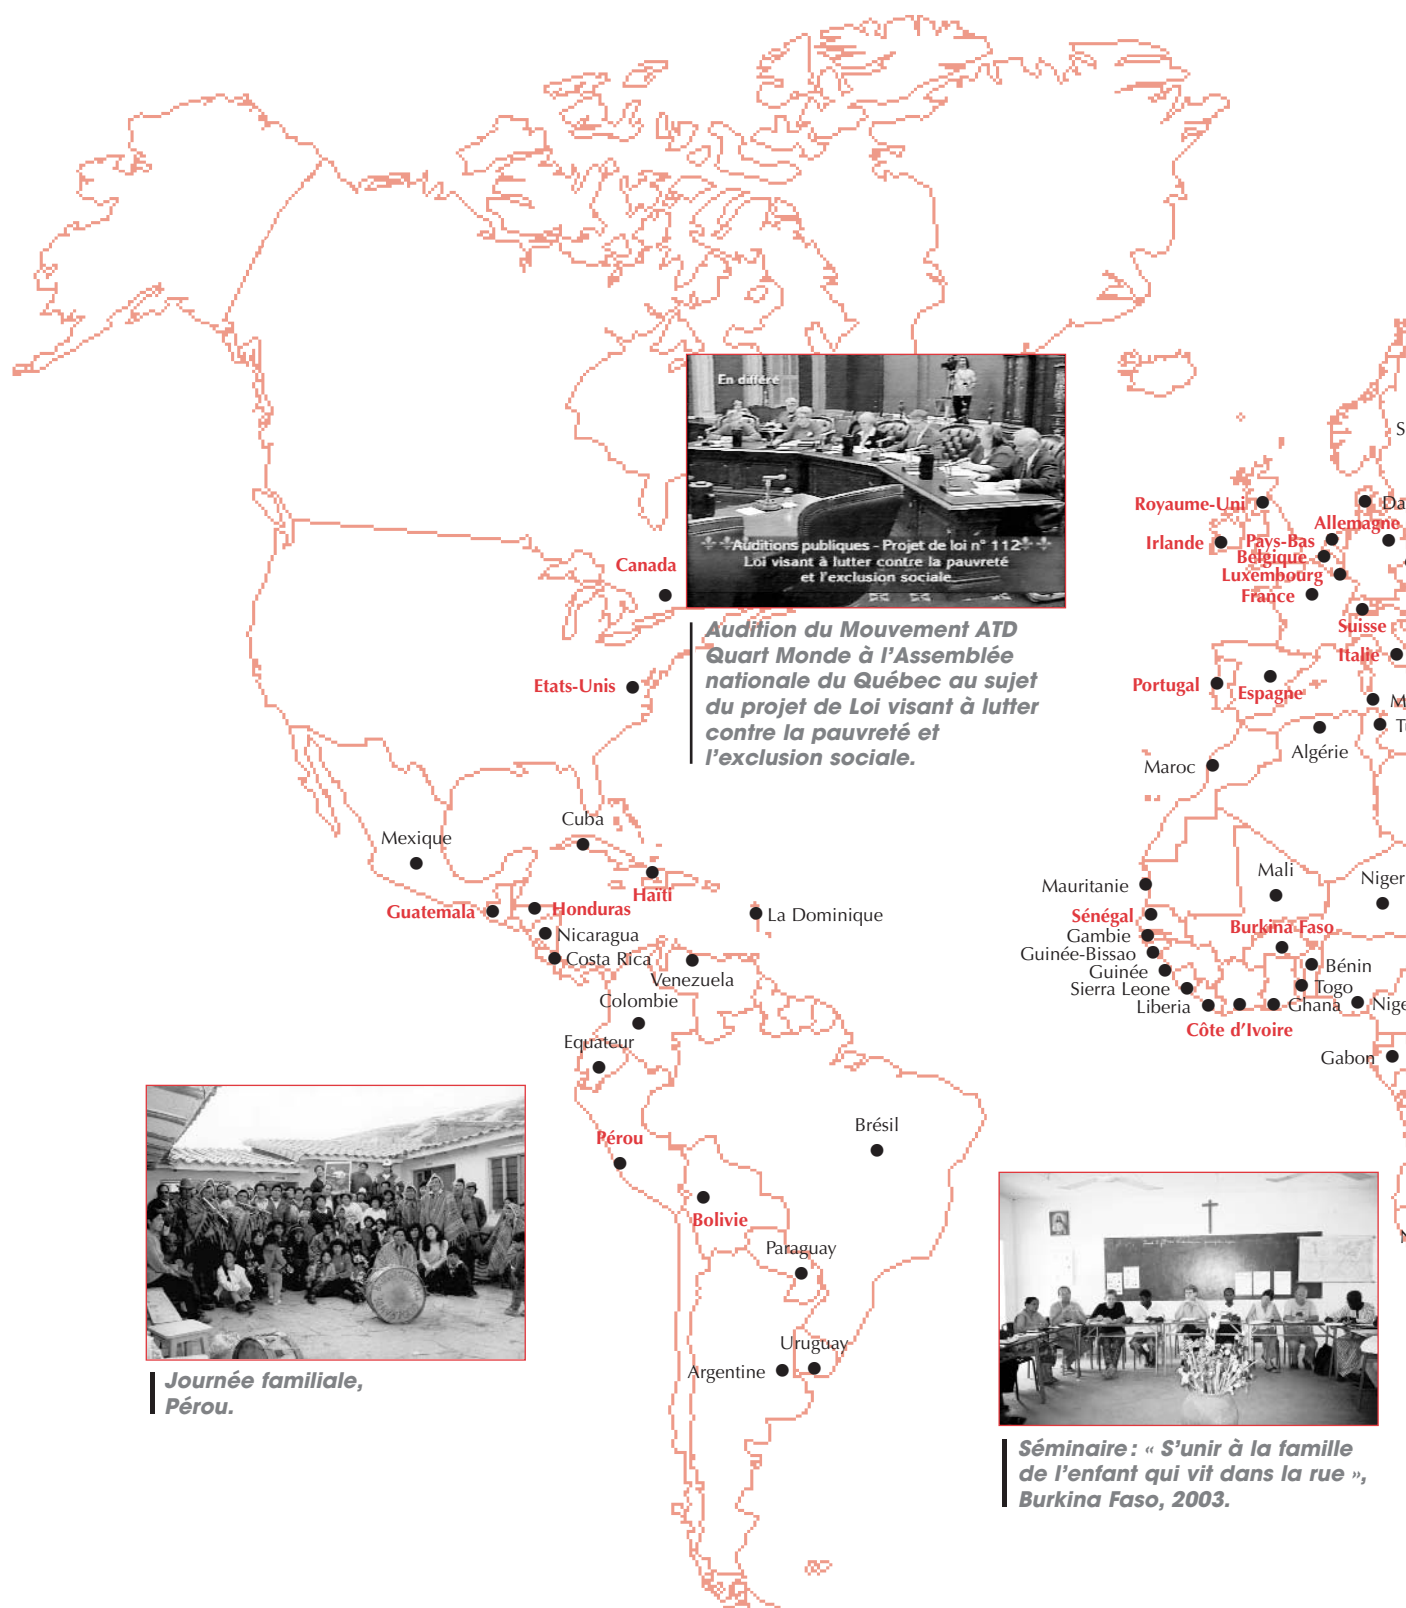 En différé
Auditions publiques - Projet de loi n° 112
Loi visant à lutter contre la pauvreté
et l'exclusion sociale
Audition du Mouvement ATD
Quart Monde à l'Assemblée
nationale du Québec au sujet
du projet de Loi visant à lutter
contre la pauvreté et
l'exclusion sociale.
S
Royaume-Uni
Da
Allemagne
Irlande
Pays-Bas
Belgique
Luxembourg
France
Suisse
Italie
Canada
Etats-Unis
Portugal
Espagne
M
Tu
Algérie
Maroc
Cuba
Mexique
Haïti
Guatemala
Honduras
La Dominique
Nicaragua
Costa Rica
Venezuela
Colombie
Equateur
Mauritanie
Mali
Niger
Sénégal
Burkina Faso
Gambie
Guinée-Bissao
Guinée
Bénin
Sierra Leone
Togo
Liberia
Ghana
Nige
Côte d'Ivoire
Gabon
Brésil
Pérou
Bolivie
Paraguay
Uruguay
Argentine
N
Journée familiale,
Pérou.
Séminaire : « S'unir à la famille
de l'enfant qui vit dans la rue »,
Burkina Faso, 2003.